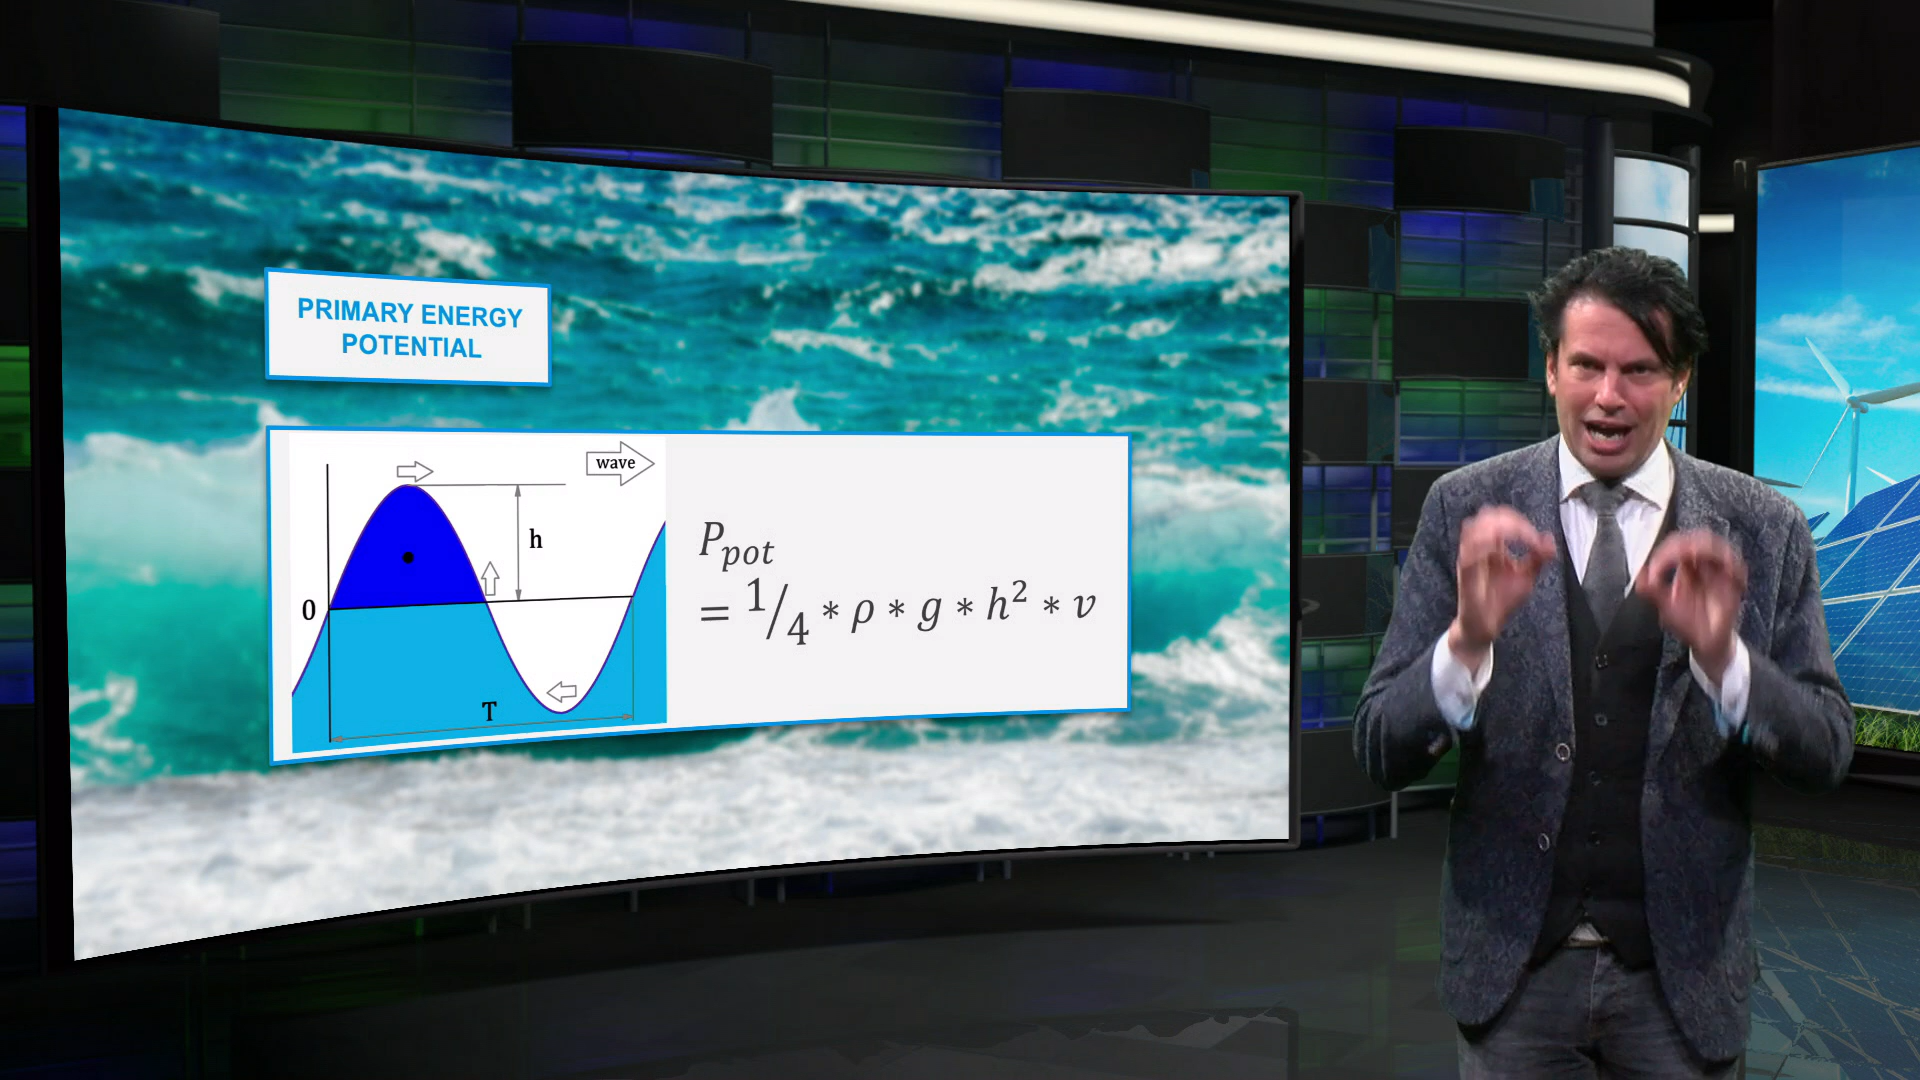 PRIMARY ENERGY
POTENTIAL
wave
h
0
T
P_pot
= 1/4 * ρ * g * h² * v